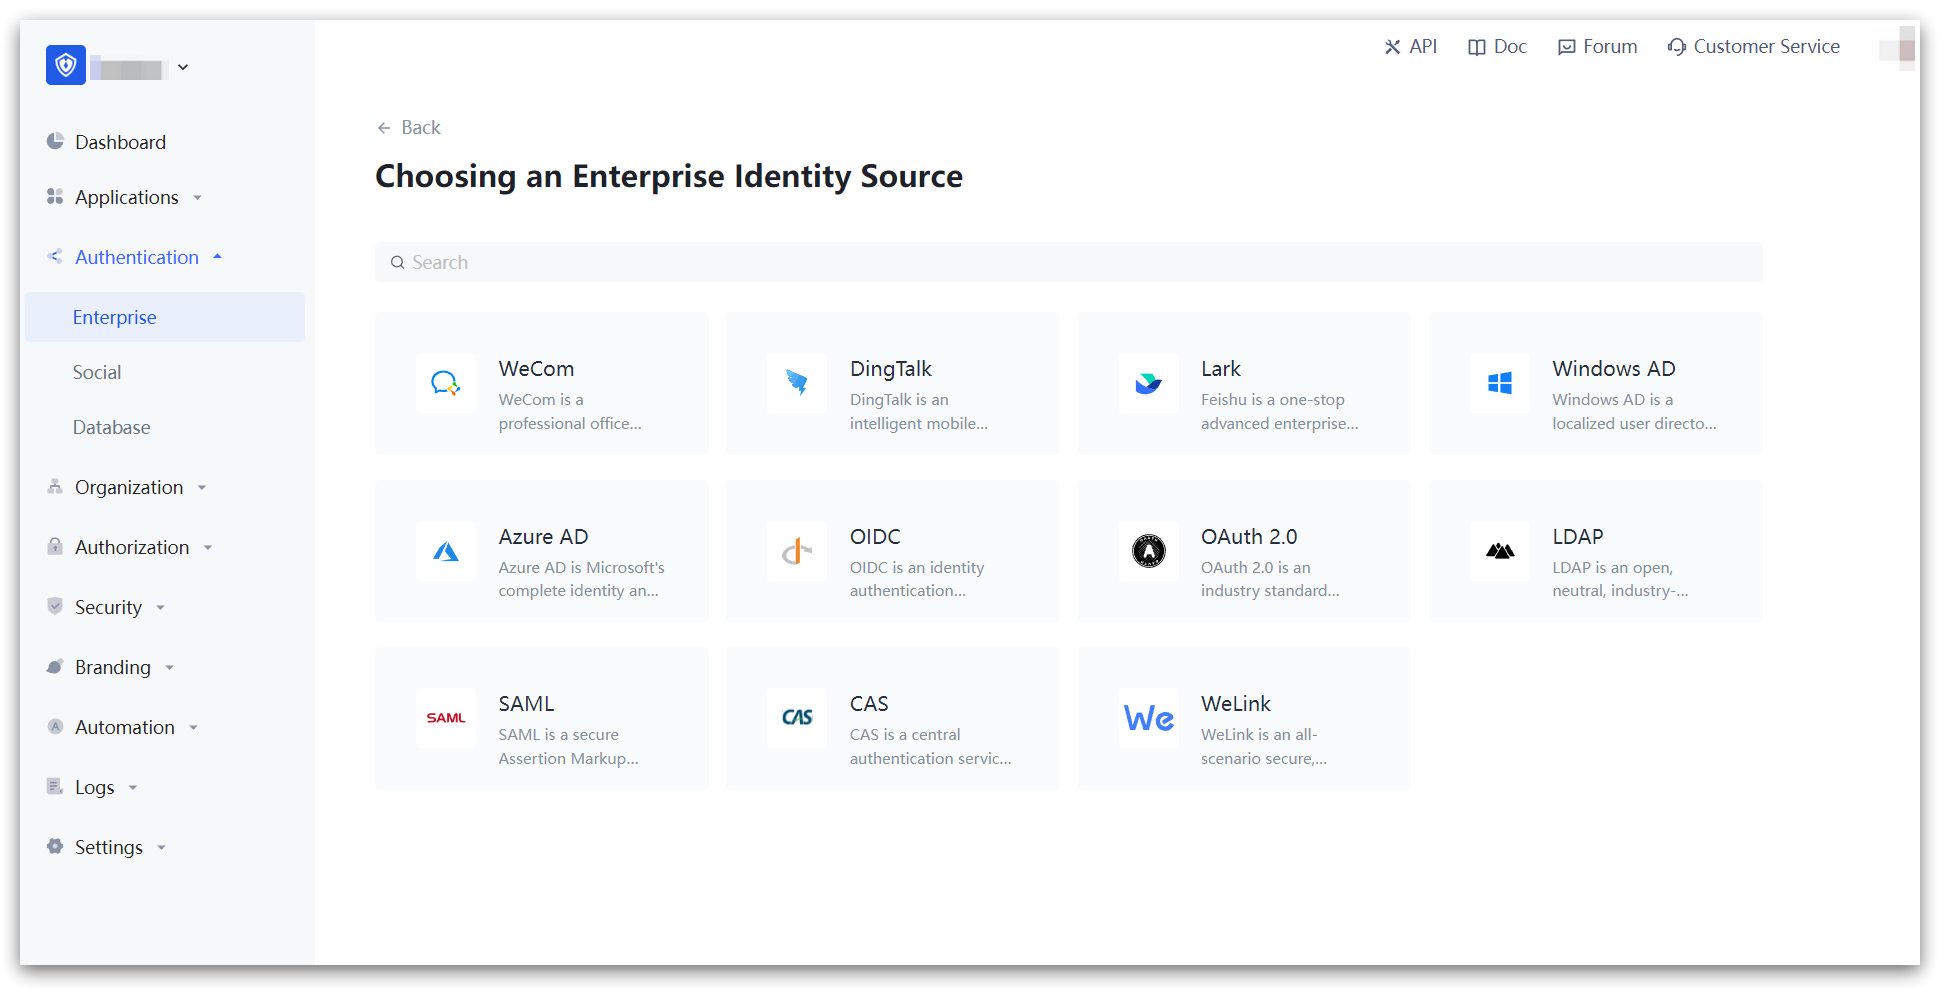 API
Doc
Forum
Customer Service
Dashboard
Applications
Authentication
Enterprise
Social
Database
Organization
Authorization
Security
Branding
Automation
Logs
Settings
Back
Choosing an Enterprise Identity Source
Search
WeCom
WeCom is a
professional office...
DingTalk
DingTalk is an
intelligent mobile...
Lark
Feishu is a one-stop
advanced enterprise...
Windows AD
Windows AD is a
localized user directo...
Azure AD
Azure AD is Microsoft's
complete identity an...
OIDC
OIDC is an identity
authentication...
OAuth 2.0
OAuth 2.0 is an
industry standard...
LDAP
LDAP is an open,
neutral, industry-...
SAML
SAML
SAML is a secure
Assertion Markup...
CAS
CAS
CAS is a central
authentication servic...
We
WeLink
WeLink is an all-
scenario secure,...